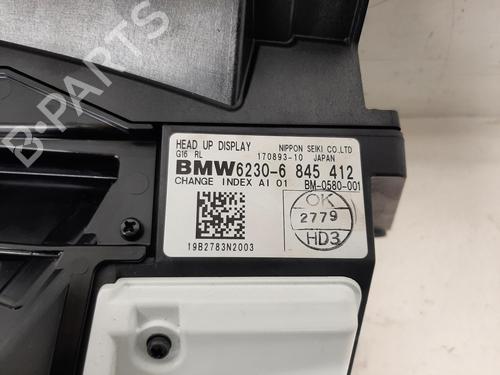 HEAD UP DISPLAY NIPPON SEIKI CO.,LTD
G16 RL 170893-10 JAPAN
BMW 6230-6 845 412
CHANGE INDEX AI 01 BM-0580-001
OK
2779
HD3
19B2783N2003
B-Parts